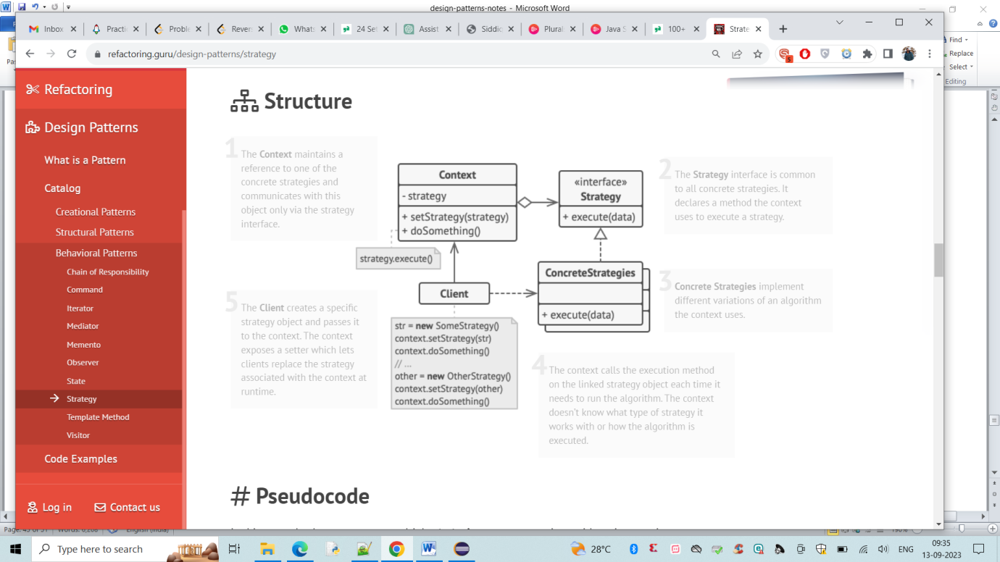 design-patterns-notes - Microsoft Word
Inbox
Practi
Proble
Rever
Whats
24 Set
Assist
Siddic
Plural
Java S
100+
Strate
refactoring.guru/design-patterns/strategy
5
Find
Replace
Select
Editing
Pas
Refactoring
Design Patterns
What is a Pattern
Catalog
Creational Patterns
Structural Patterns
Behavioral Patterns
Chain of Responsibility
Command
Iterator
Mediator
Memento
Observer
State
Strategy
Template Method
Visitor
Code Examples
Log in
Contact us
Structure
1
The Context maintains a
reference to one of the
concrete strategies and
communicates with this
object only via the strategy
interface.
Context
- strategy
+ setStrategy(strategy)
+ doSomething()
strategy.execute()
«interface»
Strategy
+ execute(data)
2
The Strategy interface is common
to all concrete strategies. It
declares a method the context
uses to execute a strategy.
ConcreteStrategies
+ execute(data)
3
Concrete Strategies implement
different variations of an algorithm
the context uses.
Client
str = new SomeStrategy()
context.setStrategy(str)
context.doSomething()
// ...
other = new OtherStrategy()
context.setStrategy(other)
context.doSomething()
4
The context calls the execution method
on the linked strategy object each time it
needs to run the algorithm. The context
doesn't know what type of strategy it
works with or how the algorithm is
executed.
5
The Client creates a specific
strategy object and passes it
to the context. The context
exposes a setter which lets
clients replace the strategy
associated with the context at
runtime.
# Pseudocode
Type here to search
28°C
ENG
09:35
13-09-2023